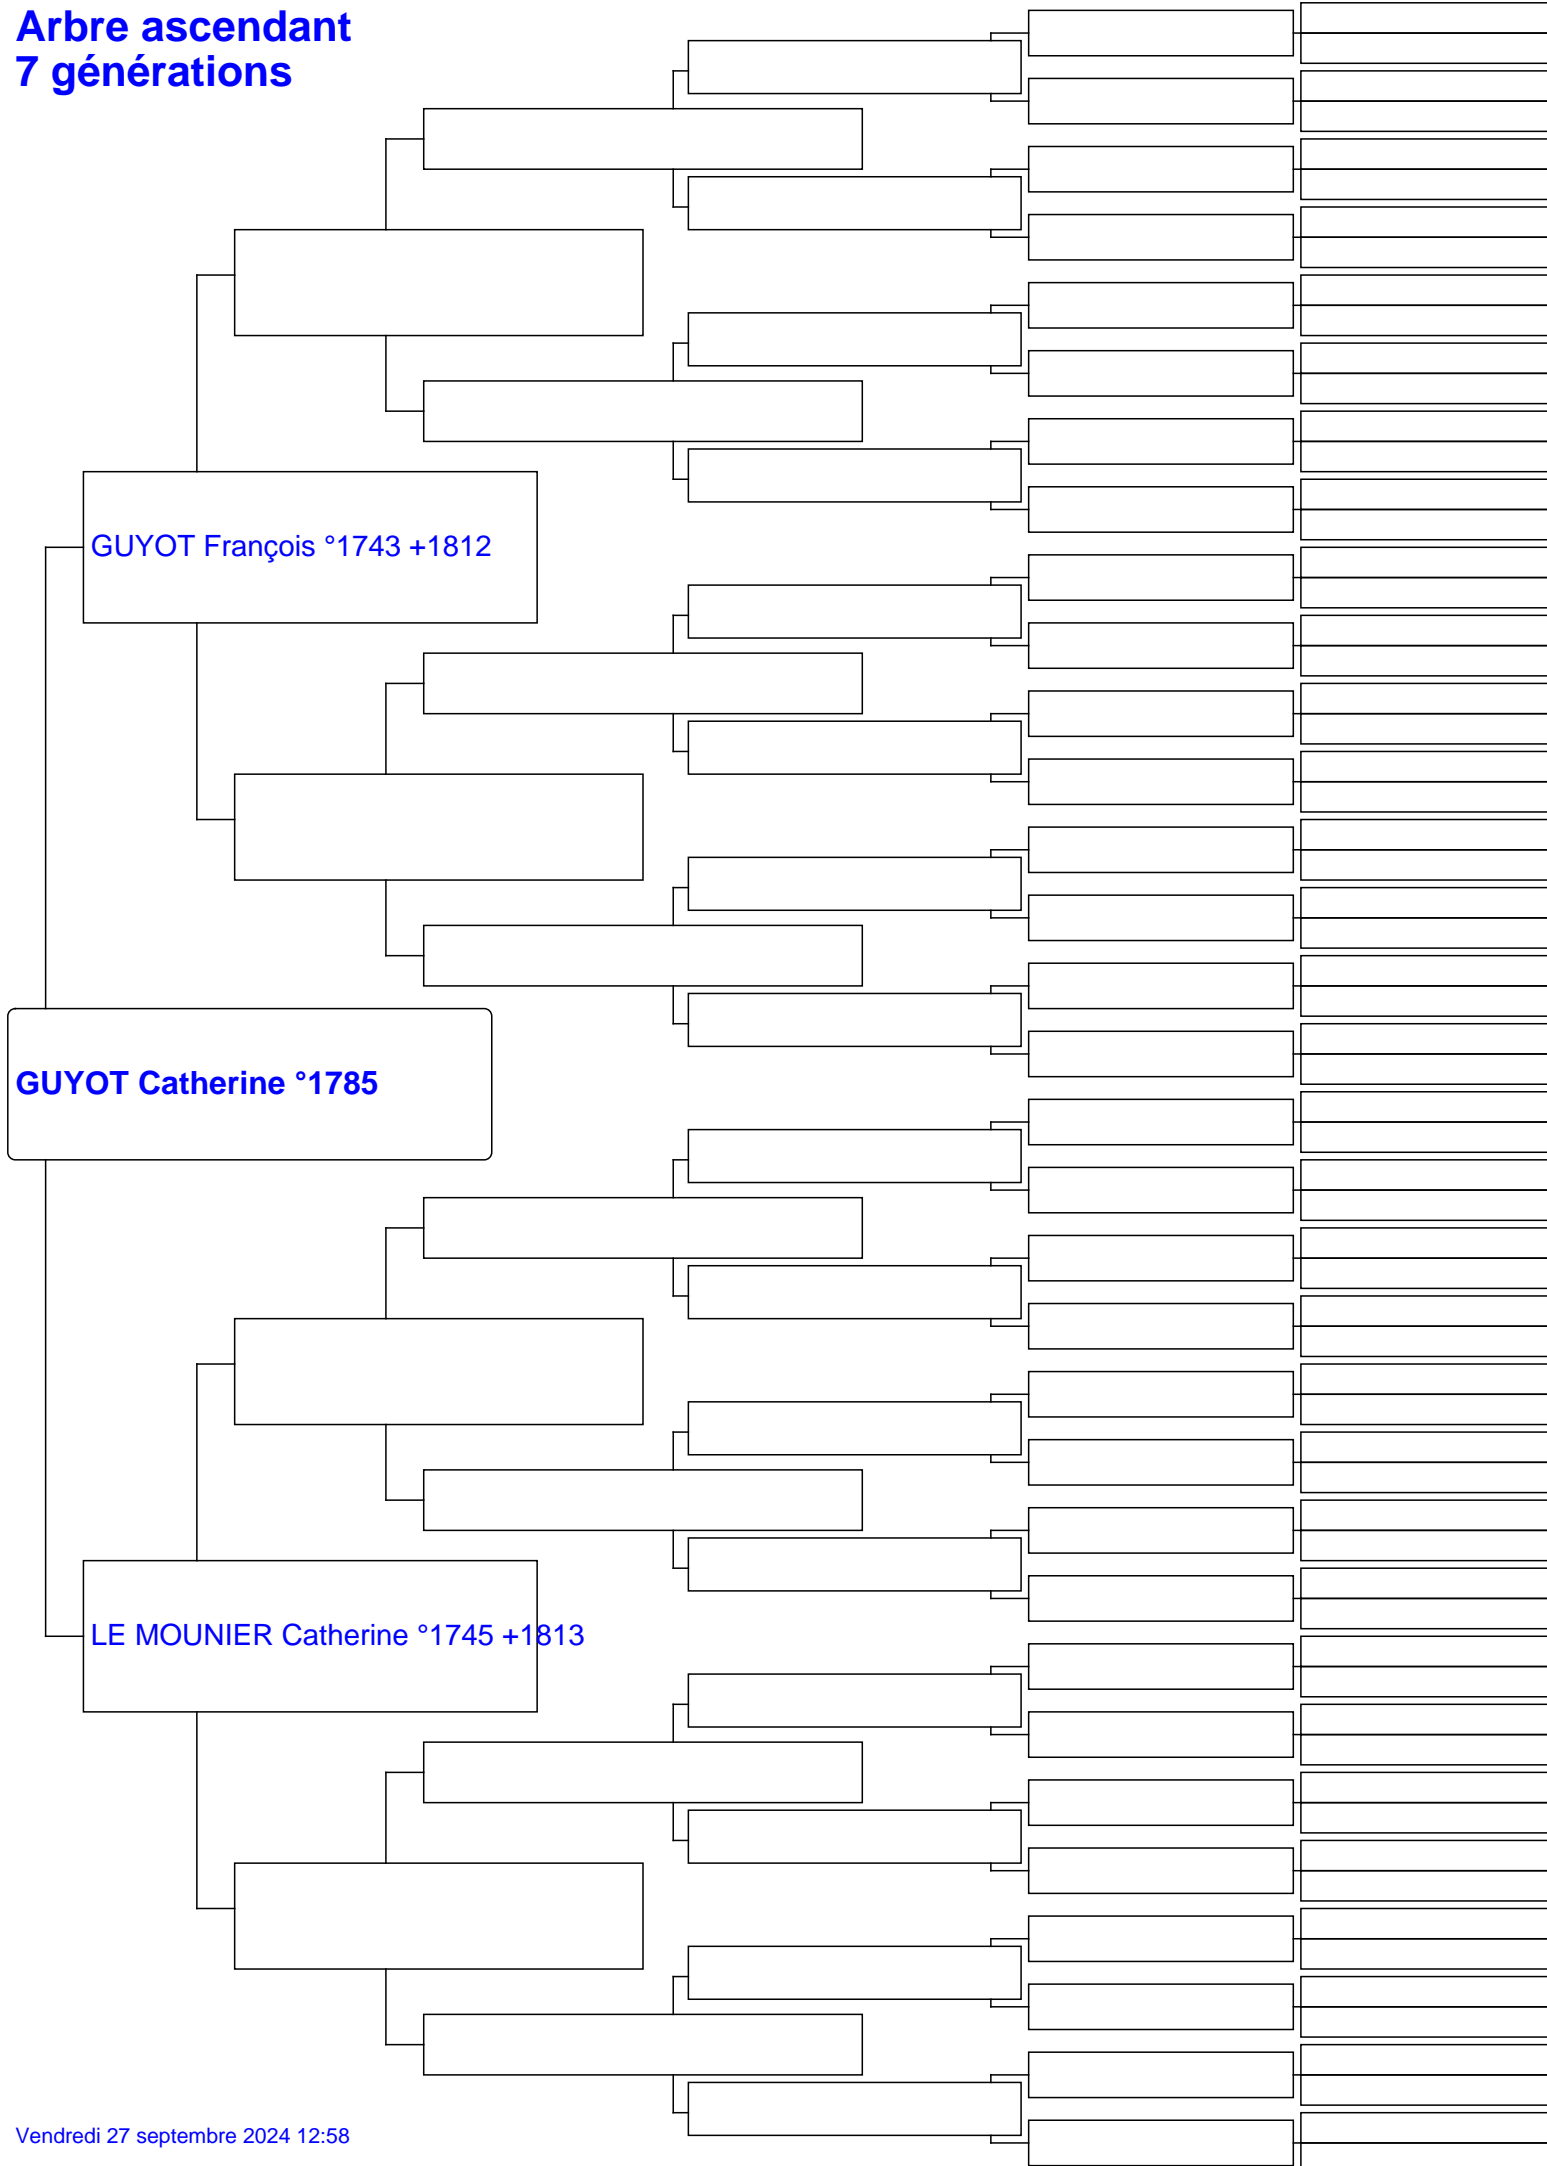 Arbre ascendant
7 générations
GUYOT François °1743 +1812
GUYOT Catherine °1785
LE MOUNIER Catherine °1745 +1813
Vendredi 27 septembre 2024 12:58